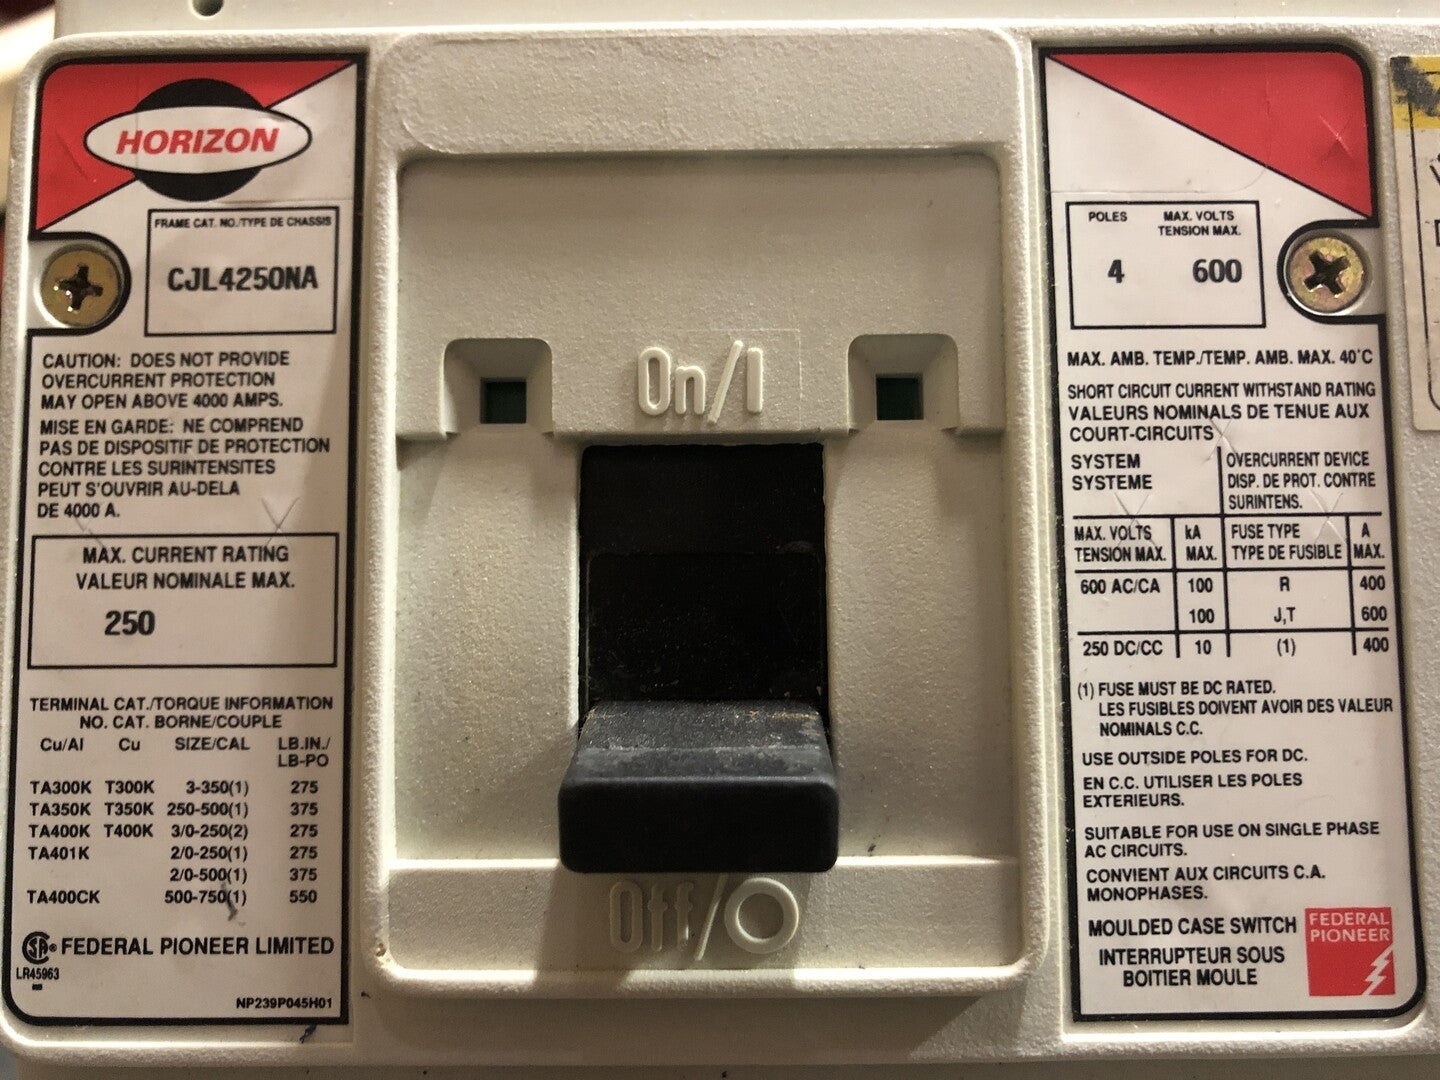 HORIZON
FRAME CAT. NO./TYPE DE CHASSIS
CJL4250NA
CAUTION: DOES NOT PROVIDE
OVERCURRENT PROTECTION
MAY OPEN ABOVE 4000 AMPS.
MISE EN GARDE: NE COMPREND
PAS DE DISPOSITIF DE PROTECTION
CONTRE LES SURINTENSITES
PEUT S'OUVRIR AU-DELA
DE 4000 A.
MAX. CURRENT RATING
VALEUR NOMINALE MAX.
250
TERMINAL CAT./TORQUE INFORMATION
NO. CAT. BORNE/COUPLE
Cu/Al Cu SIZE/CAL LB.IN./
LB-PO
TA300K T300K 3-350(1) 275
TA350K T350K 250-500(1) 375
TA400K T400K 3/0-250(2) 275
TA401K 2/0-250(1) 275
2/0-500(1) 375
TA400CK 500-750(1) 550
SA® FEDERAL PIONEER LIMITED
LR45963
NP239P045H01
On/I
Off/O
POLES MAX. VOLTS
TENSION MAX.
4 600
MAX. AMB. TEMP./TEMP. AMB. MAX. 40°C
SHORT CIRCUIT CURRENT WITHSTAND RATING
VALEURS NOMINALS DE TENUE AUX
COURT-CIRCUITS
SYSTEM OVERCURRENT DEVICE
SYSTEME DISP. DE PROT. CONTRE
SURINTENS.
MAX. VOLTS kA FUSE TYPE A
TENSION MAX. MAX. TYPE DE FUSIBLE MAX.
600 AC/CA 100 R 400
100 J,T 600
250 DC/CC 10 (1) 400
(1) FUSE MUST BE DC RATED.
LES FUSIBLES DOIVENT AVOIR DES VALEUR
NOMINALS C.C.
USE OUTSIDE POLES FOR DC.
EN C.C. UTILISER LES POLES
EXTERIEURS.
SUITABLE FOR USE ON SINGLE PHASE
AC CIRCUITS.
CONVIENT AUX CIRCUITS C.A.
MONOPHASES.
MOULDED CASE SWITCH
INTERRUPTEUR SOUS
BOITIER MOULE
FEDERAL
PIONEER